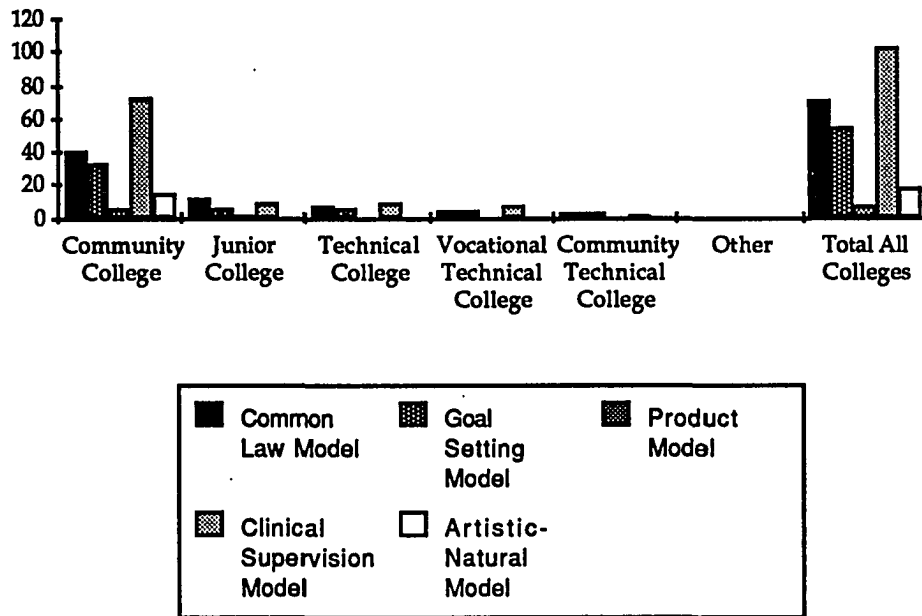 120
100
80
60
40
20
0
Community College
Junior College
Technical College
Vocational Technical College
Community Technical College
Other
Total All Colleges
Common Law Model
Goal Setting Model
Product Model
Clinical Supervision Model
Artistic-Natural Model